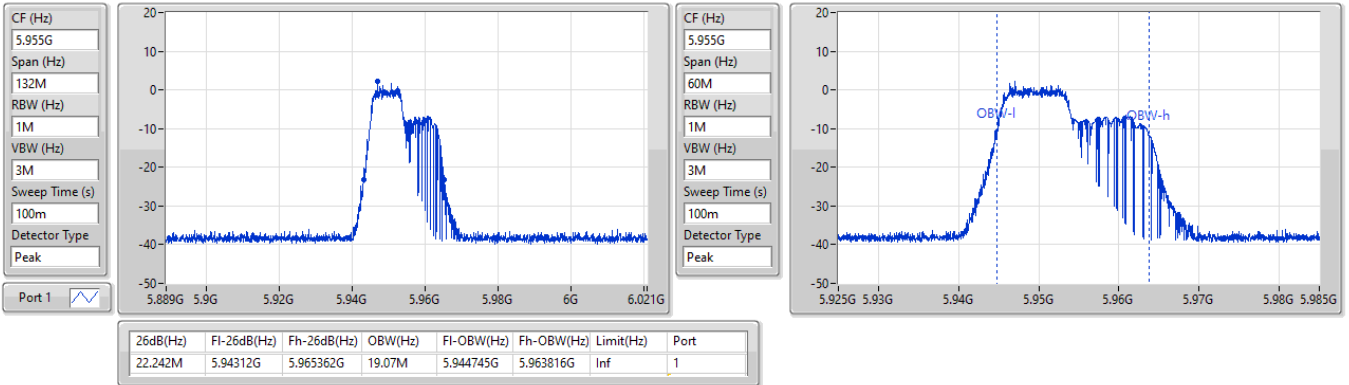 CF (Hz)
5.955G
Span (Hz)
132M
RBW (Hz)
1M
VBW (Hz)
3M
Sweep Time (s)
100m
Detector Type
Peak
Port 1
20
10
0
-10
-20
-30
-40
-50
5.889G 5.9G 5.92G 5.94G 5.96G 5.98G 6G 6.021G
CF (Hz)
5.955G
Span (Hz)
60M
RBW (Hz)
1M
VBW (Hz)
3M
Sweep Time (s)
100m
Detector Type
Peak
20
10
0
-10
-20
-30
-40
-50
OBW-l OBW-h
5.925G 5.93G 5.94G 5.95G 5.96G 5.97G 5.98G 5.985G
26dB(Hz) Fl-26dB(Hz) Fh-26dB(Hz) OBW(Hz) Fl-OBW(Hz) Fh-OBW(Hz) Limit(Hz) Port
22.242M 5.94312G 5.965362G 19.07M 5.944745G 5.963816G Inf 1